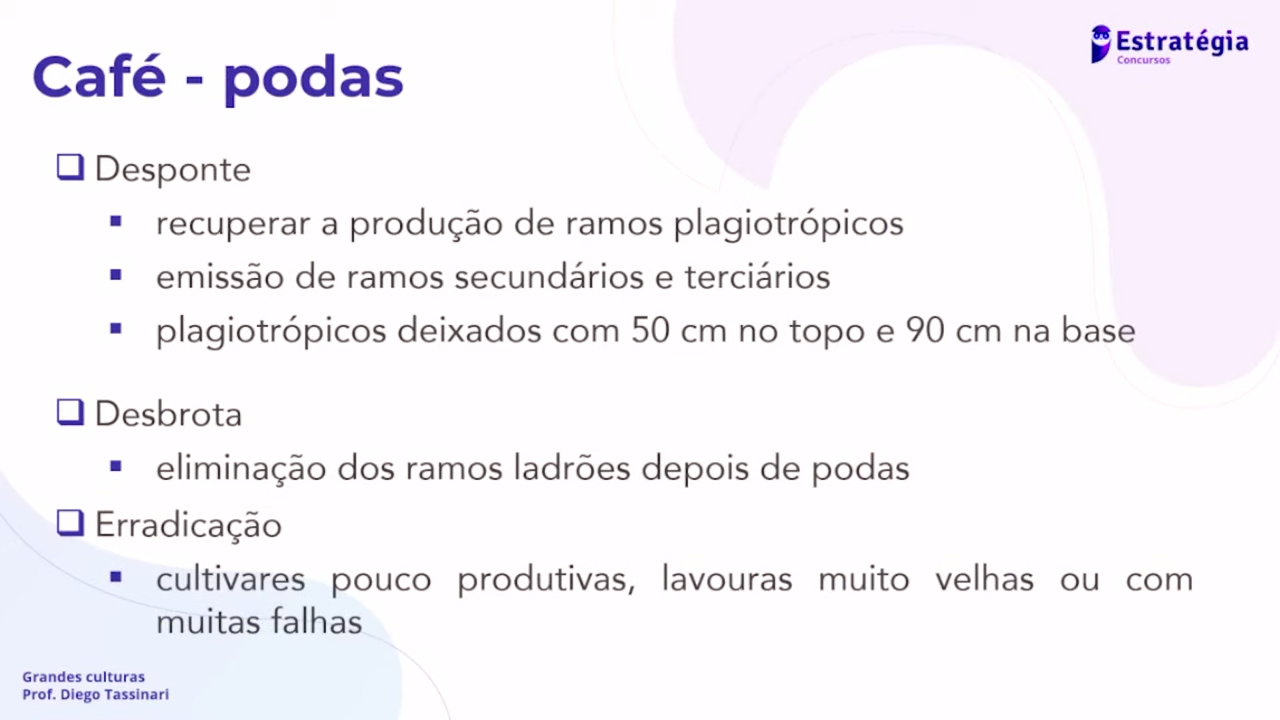 Café - podas
Estratégia
Concursos
Desponte
recuperar a produção de ramos plagiotrópicos
emissão de ramos secundários e terciários
plagiotrópicos deixados com 50 cm no topo e 90 cm na base
Desbrota
eliminação dos ramos ladrões depois de podas
Erradicação
cultivares pouco produtivas, lavouras muito velhas ou com
muitas falhas
Grandes culturas
Prof. Diego Tassinari